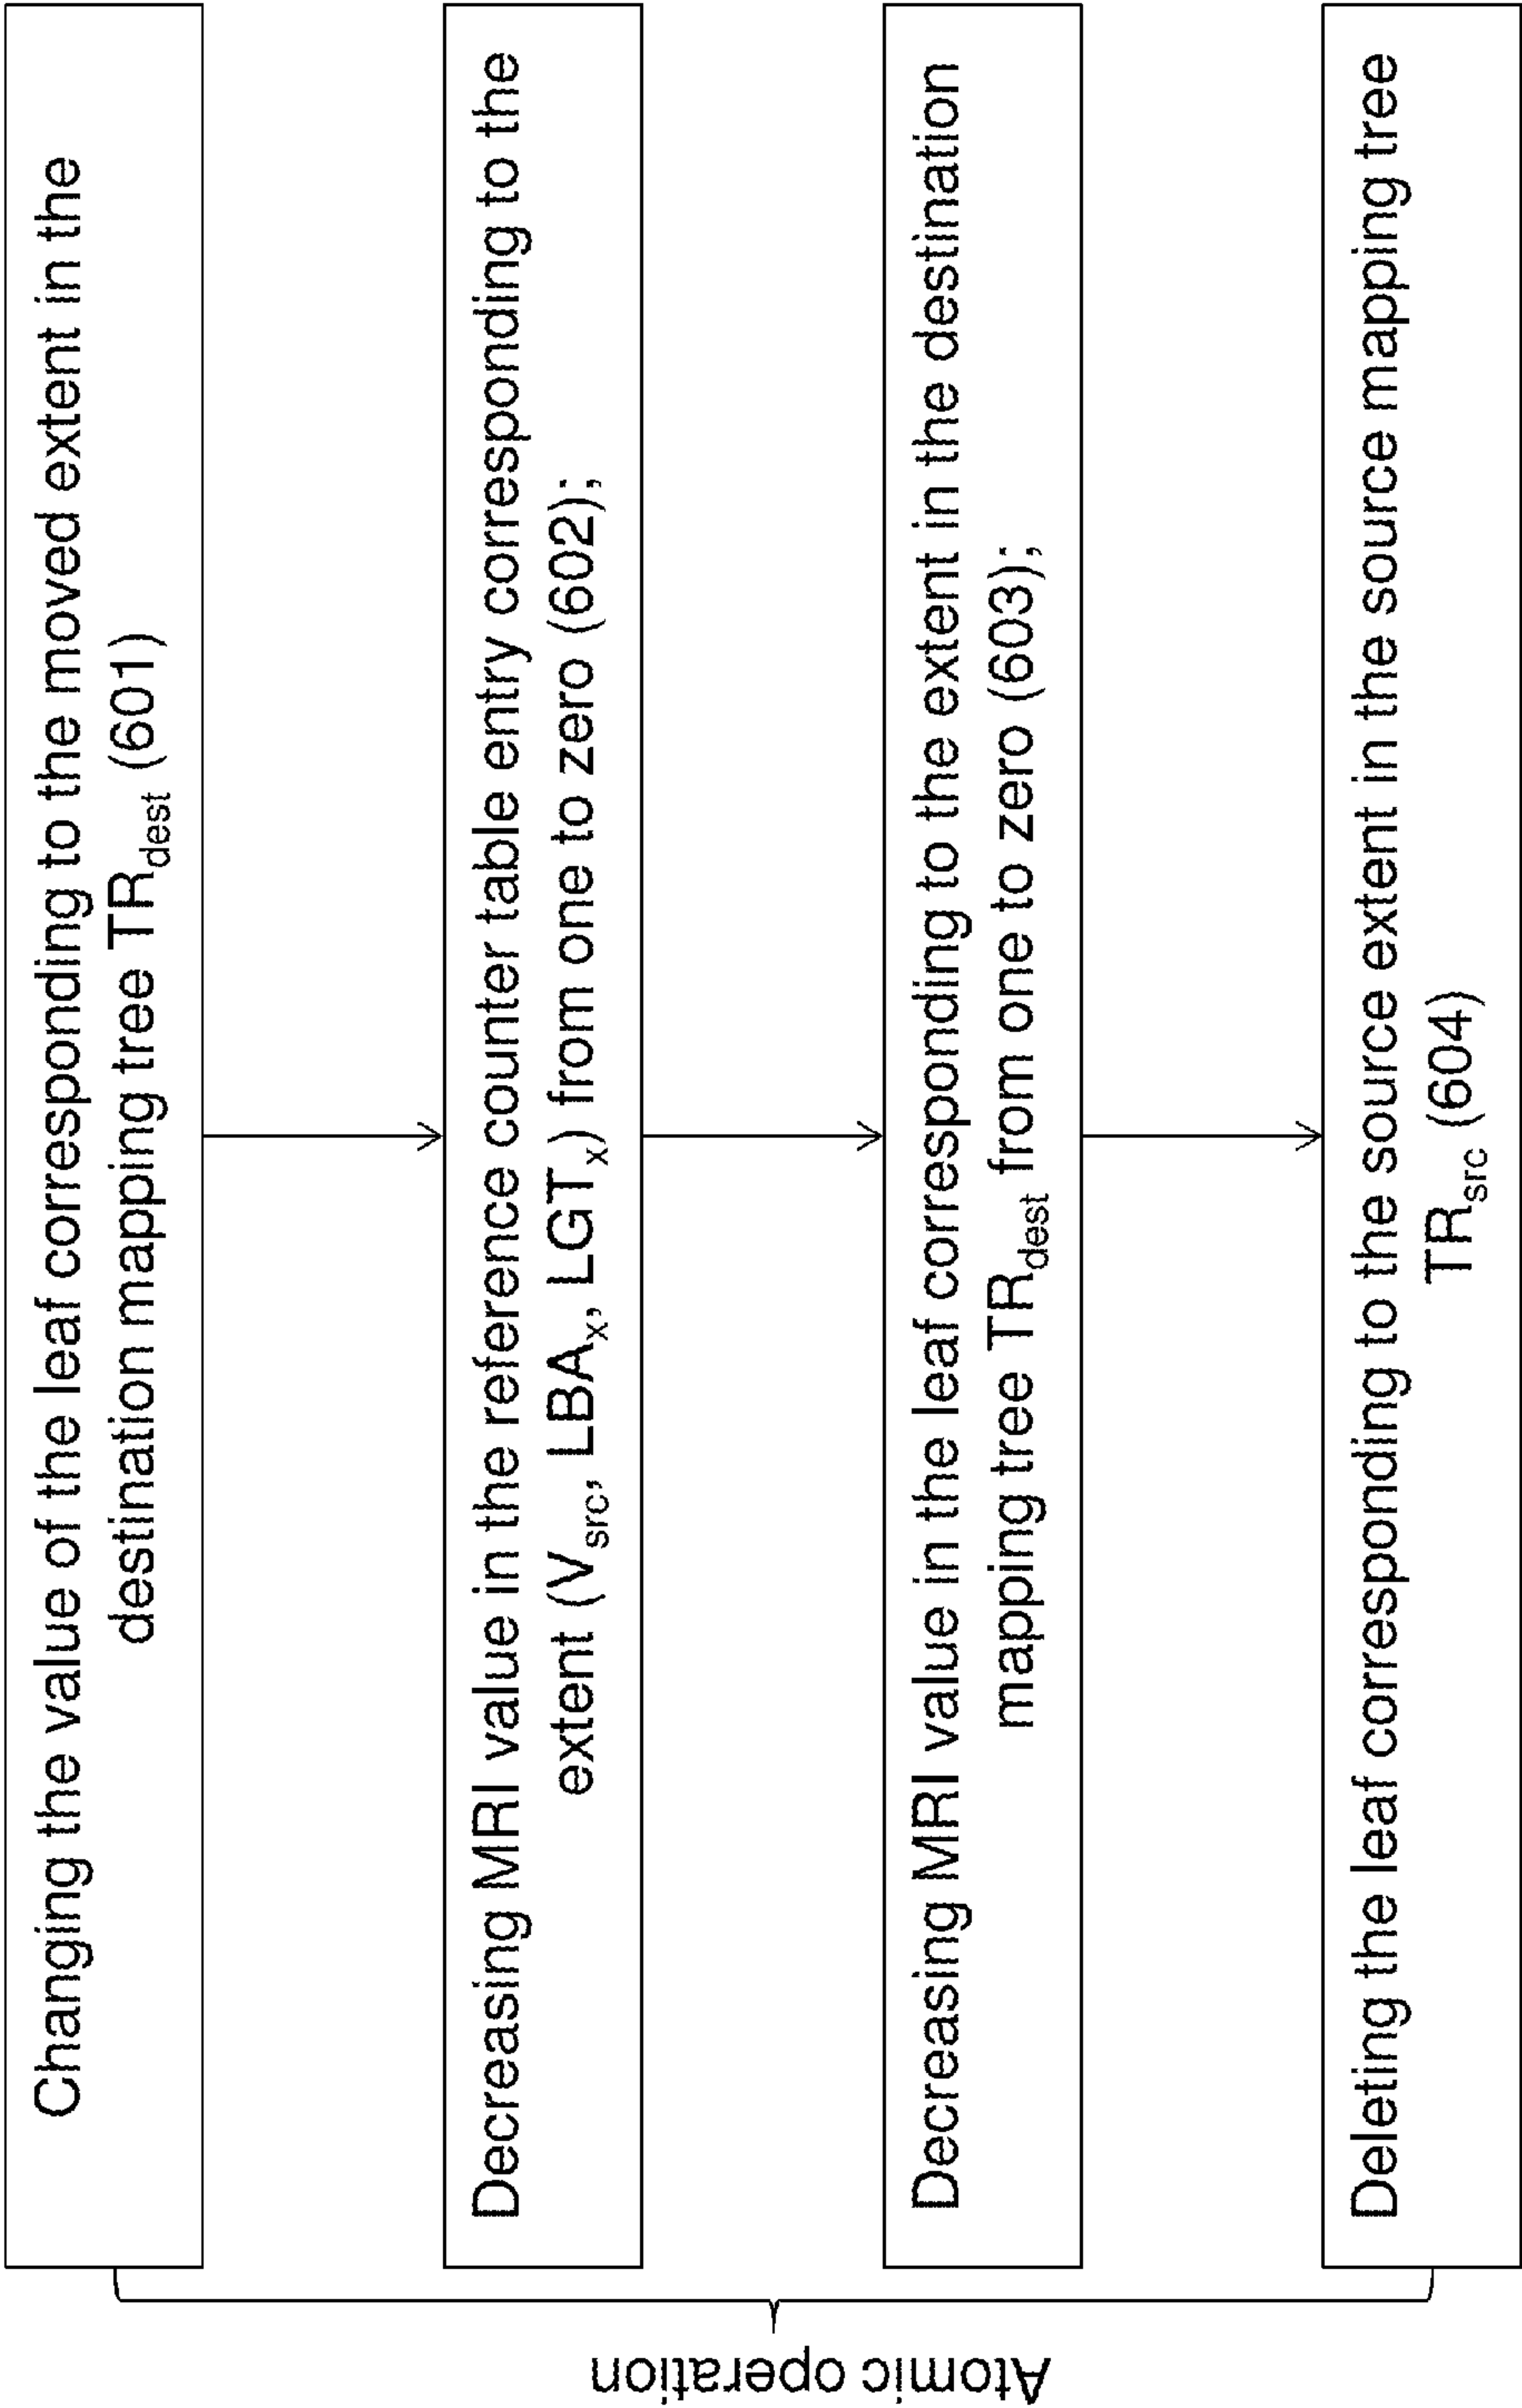 Atomic operation
Changing the value of the leaf corresponding to the moved extent in the
destination mapping tree TRdest (601)
Decreasing MRI value in the reference counter table entry corresponding to the
extent (Vsrc, LBAx, LGTx) from one to zero (602);
Decreasing MRI value in the leaf corresponding to the extent in the destination
mapping tree TRdest from one to zero (603);
Deleting the leaf corresponding to the source extent in the source mapping tree
TRsrc (604)